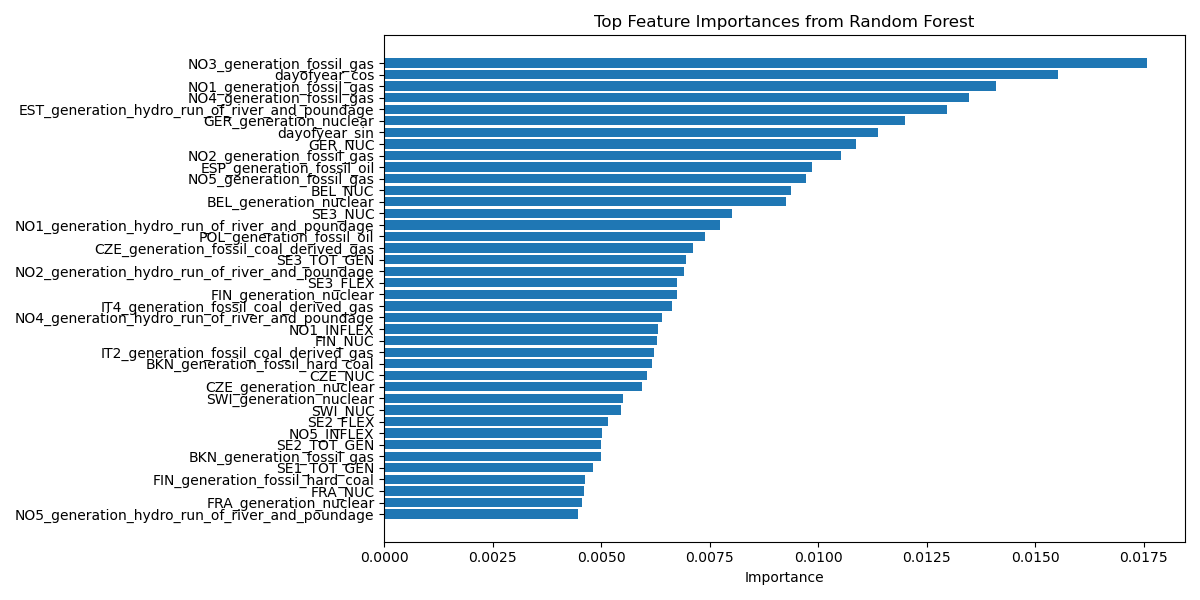 Top Feature Importances from Random Forest
NO3_generation_fossil_gas
dayofyear_cos
NO1_generation_fossil_gas
NO4_generation_fossil_gas
EST_generation_hydro_run_of_river_and_poundage
GER_generation_nuclear
dayofyear_sin
GER_NUC
NO2_generation_fossil_gas
ESP_generation_fossil_oil
NO5_generation_fossil_gas
BEL_NUC
BEL_generation_nuclear
SE3_NUC
NO1_generation_hydro_run_of_river_and_poundage
POL_generation_fossil_oil
CZE_generation_fossil_coal_derived_gas
SE3_TOT_GEN
NO2_generation_hydro_run_of_river_and_poundage
SE3_FLEX
FIN_generation_nuclear
IT4_generation_fossil_coal_derived_gas
NO4_generation_hydro_run_of_river_and_poundage
NO1_INFLEX
FIN_NUC
IT2_generation_fossil_coal_derived_gas
BKN_generation_fossil_hard_coal
CZE_NUC
CZE_generation_nuclear
SWI_generation_nuclear
SWI_NUC
SE2_FLEX
NO5_INFLEX
SE2_TOT_GEN
BKN_generation_fossil_gas
SE1_TOT_GEN
FIN_generation_fossil_hard_coal
FRA_NUC
FRA_generation_nuclear
NO5_generation_hydro_run_of_river_and_poundage
0.0000 0.0025 0.0050 0.0075 0.0100 0.0125 0.0150 0.0175
Importance